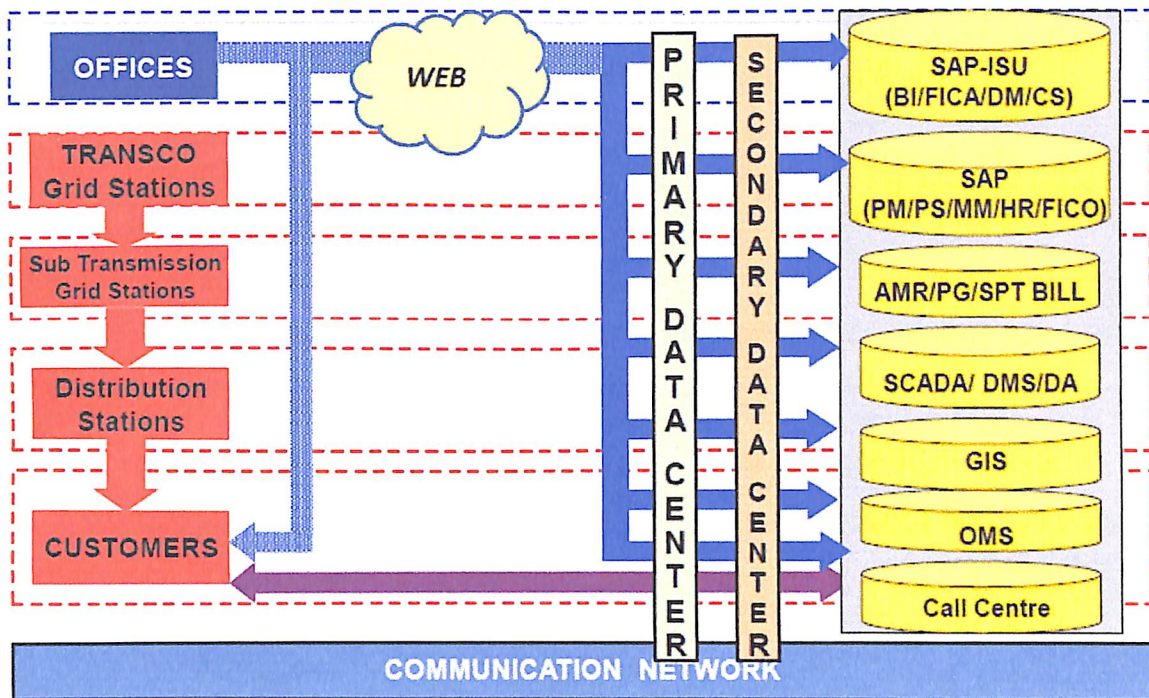 OFFICES
WEB
PRIMARY DATA CENTER
SECONDARY DATA CENTER
SAP-ISU
(BI/FICA/DM/CS)
TRANSCO
Grid Stations
SAP
(PM/PS/MM/HR/FICO)
Sub Transmission
Grid Stations
AMR/PG/SPT BILL
Distribution
Stations
SCADA/ DMS/DA
GIS
CUSTOMERS
OMS
Call Centre
COMMUNICATION NETWORK